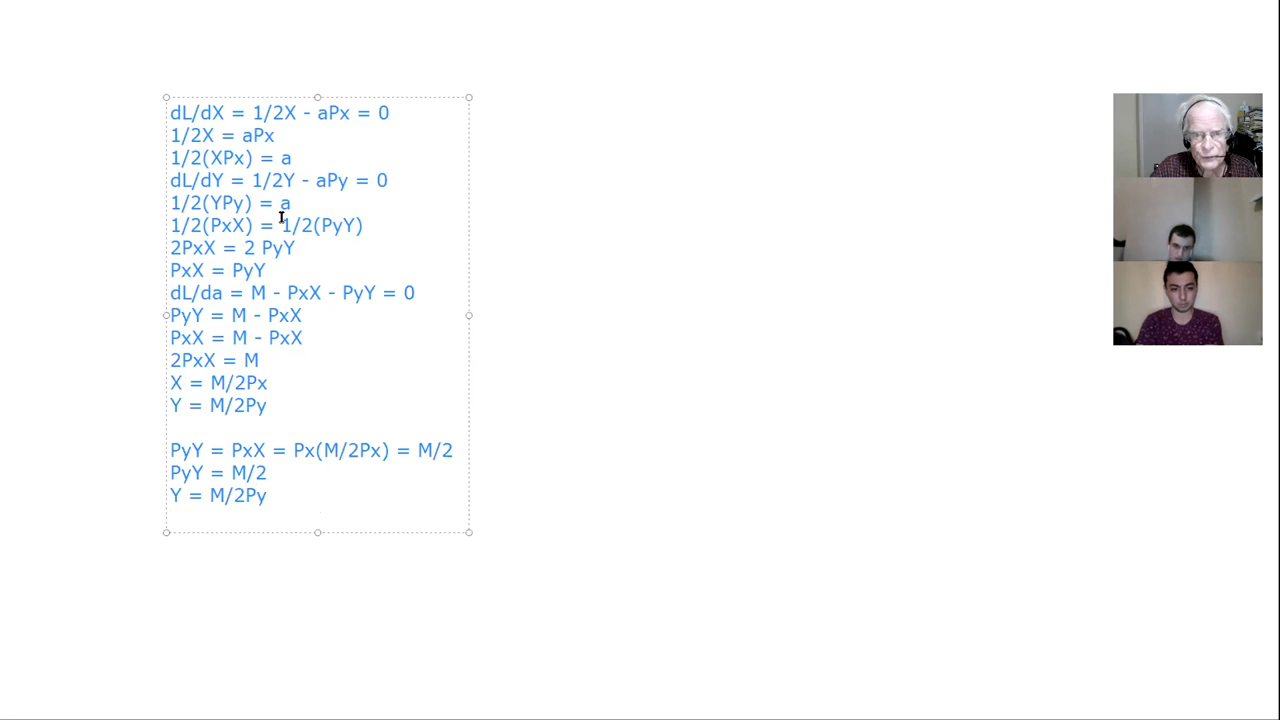 dL/dX = 1/2X - aPx = 0
1/2X = aPx
1/2(XPx) = a
dL/dY = 1/2Y - aPy = 0
1/2(YPy) = a
1/2(PxX) = 1/2(PyY)
2PxX = 2 PyY
PxX = PyY
dL/da = M - PxX - PyY = 0
PyY = M - PxX
PxX = M - PxX
2PxX = M
X = M/2Px
Y = M/2Py
PyY = PxX = Px(M/2Px) = M/2
PyY = M/2
Y = M/2Py